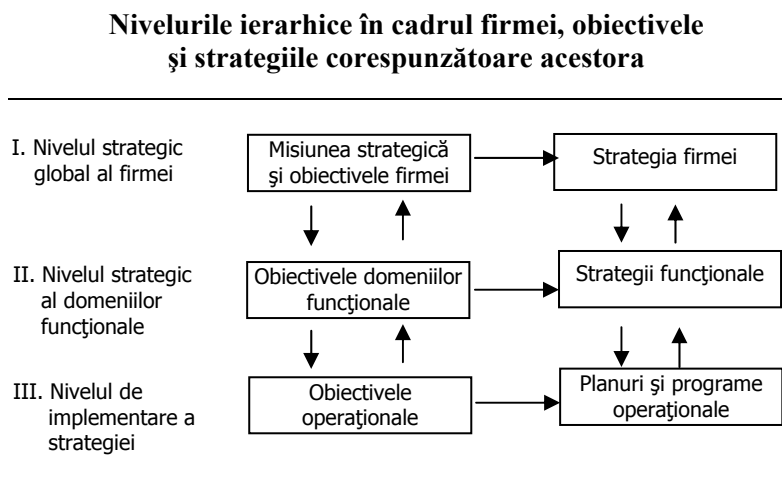 Nivelurile ierarhice în cadrul firmei, obiectivele
şi strategiile corespunzătoare acestora
I. Nivelul strategic
global al firmei
Misiunea strategică
şi obiectivele firmei
Strategia firmei
II. Nivelul strategic
al domeniilor
funcţionale
Obiectivele domeniilor
funcţionale
Strategii funcţionale
III. Nivelul de
implementare a
strategiei
Obiectivele
operaţionale
Planuri şi programe
operaţionale